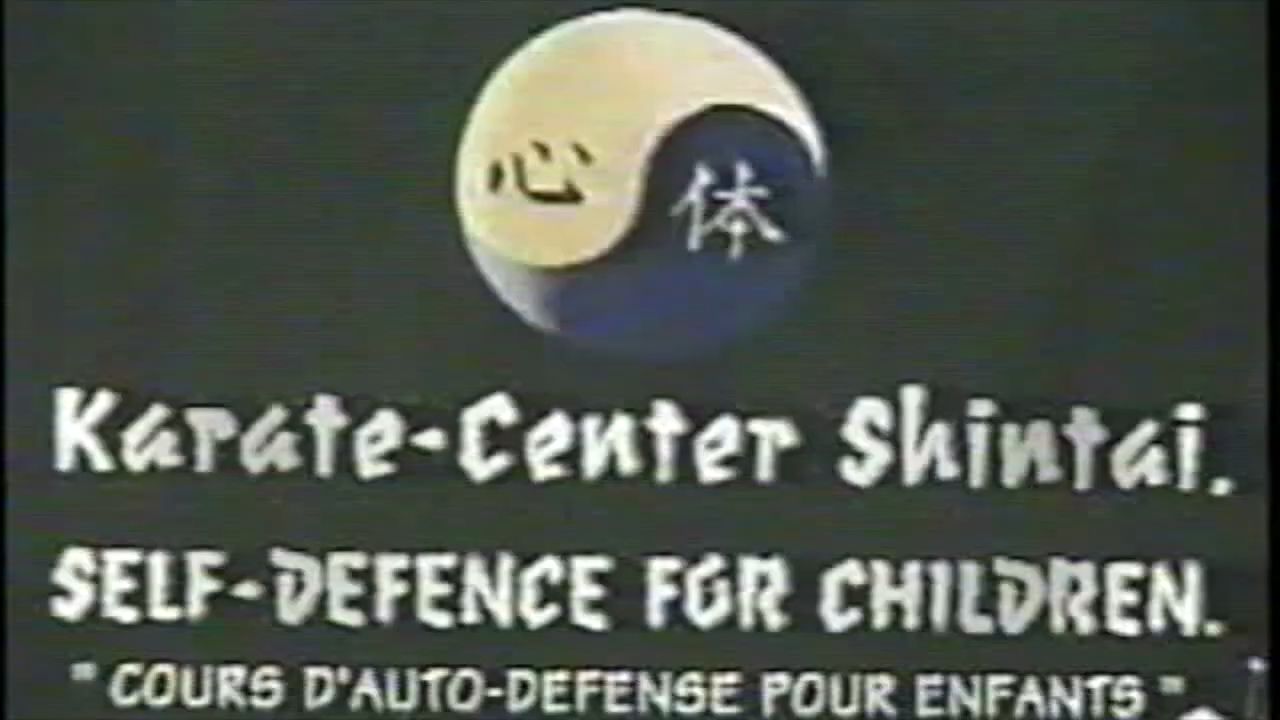 心 体
Karate-Center Shintai.
SELF-DEFENCE FOR CHILDREN.
" COURS D'AUTO-DEFENSE POUR ENFANTS "